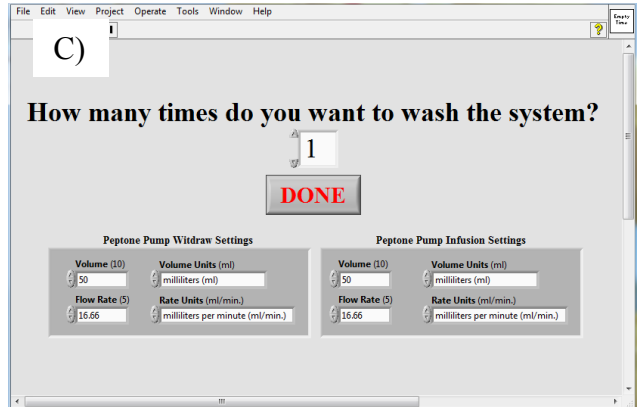 File Edit View Project Operate Tools Window Help
?
Empty
Time
C)
How many times do you want to wash the system?
1
DONE
Peptone Pump Witdraw Settings
Volume (10) Volume Units (ml)
50 milliliters (ml)
Flow Rate (5) Rate Units (ml/min.)
16.66 milliliters per minute (ml/min.)
Peptone Pump Infusion Settings
Volume (10) Volume Units (ml)
50 milliliters (ml)
Flow Rate (5) Rate Units (ml/min.)
16.66 milliliters per minute (ml/min.)